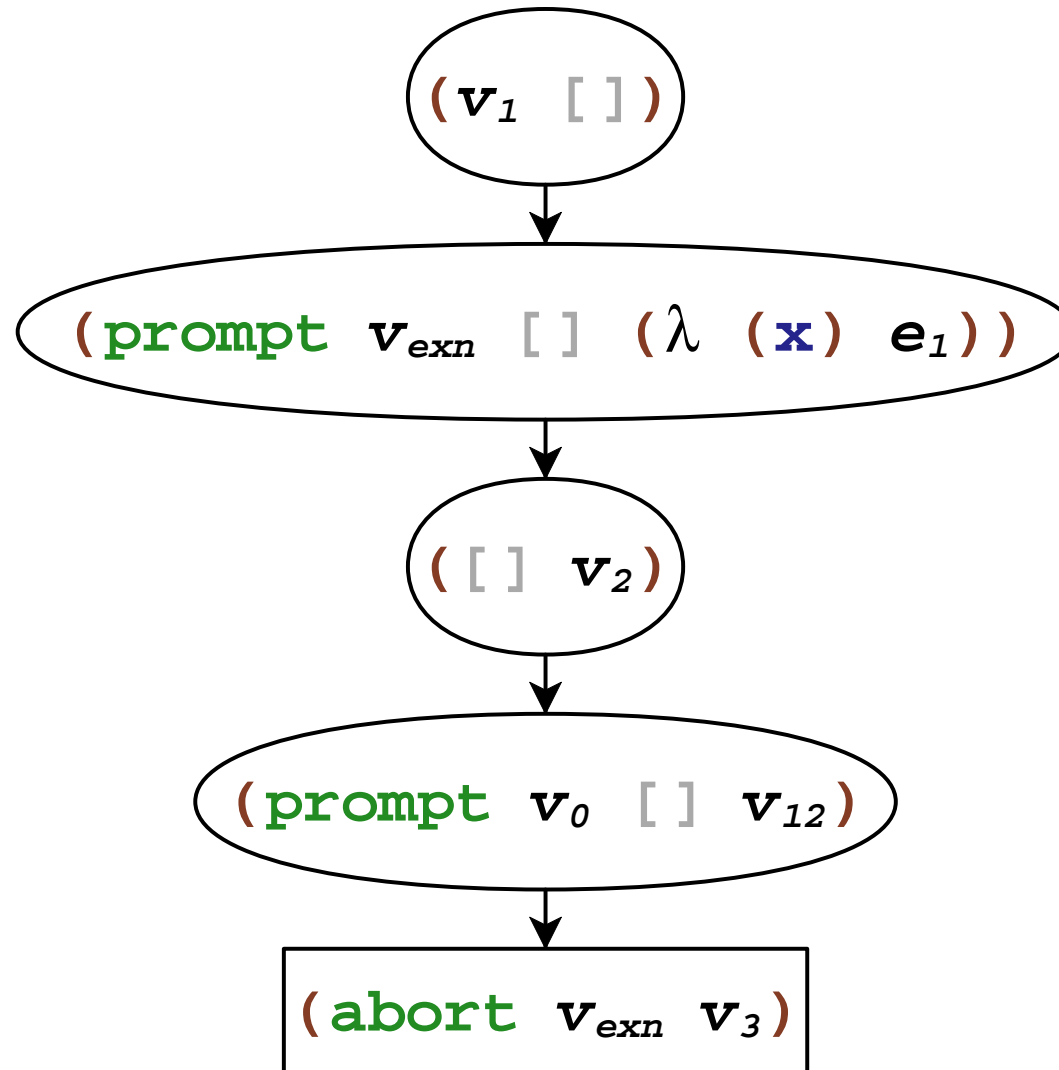 (v₁ [])
(prompt vₑₓₙ [] (λ (x) e₁))
([] v₂)
(prompt v₀ [] v₁₂)
(abort vₑₓₙ v₃)